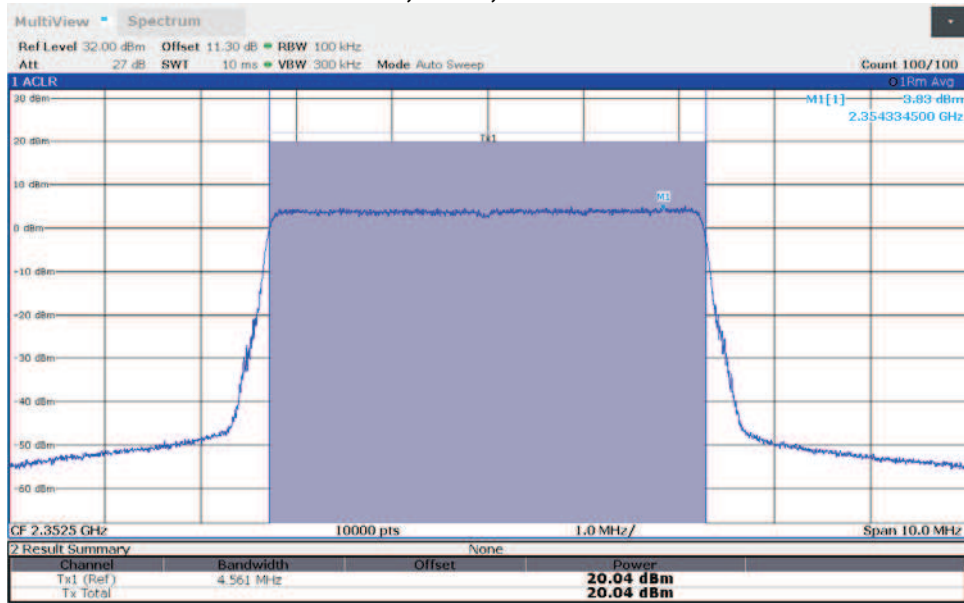 MultiView Spectrum
Ref Level 32.00 dBm Offset 11.30 dB RBW 100 kHz
Att 27 dB SWT 10 ms VBW 300 kHz Mode Auto Sweep Count 100/100
1 ACLR 1Rm Avg
30 dBm M1[1] 3.83 dBm
2.354334500 GHz
Tx1
20 dBm
10 dBm
M1
0 dBm
-10 dBm
-20 dBm
-30 dBm
-40 dBm
-50 dBm
-60 dBm
CF 2.3525 GHz 10000 pts 1.0 MHz/ Span 10.0 MHz
2 Result Summary None
Channel Bandwidth Offset Power
Tx1 (Ref) 4.561 MHz 20.04 dBm
Tx Total 20.04 dBm